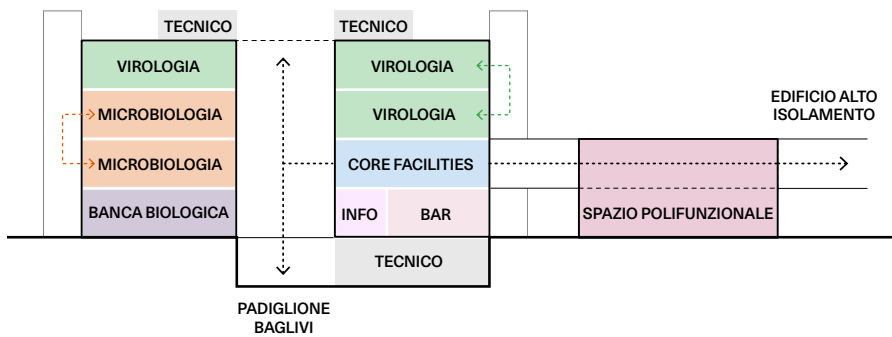 TECNICO
TECNICO
VIROLOGIA
VIROLOGIA
MICROBIOLOGIA
VIROLOGIA
EDIFICIO ALTO
ISOLAMENTO
MICROBIOLOGIA
CORE FACILITIES
BANCA BIOLOGICA
INFO
BAR
SPAZIO POLIFUNZIONALE
TECNICO
PADIGLIONE
BAGLIVI